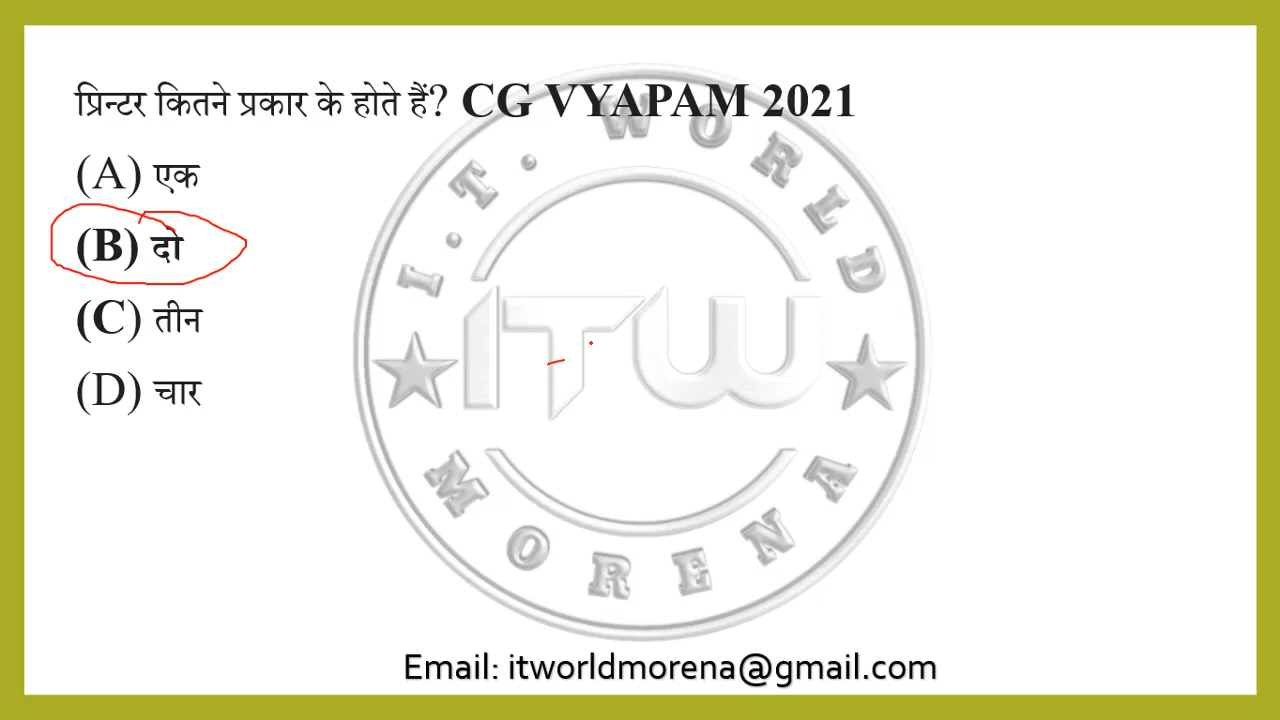 प्रिन्टर कितने प्रकार के होते हैं? CG VYAPAM 2021
(A) एक
(B) दो
(C) तीन
(D) चार
I.T. WORLD
ITW
MORENA
Email: itworldmorena@gmail.com